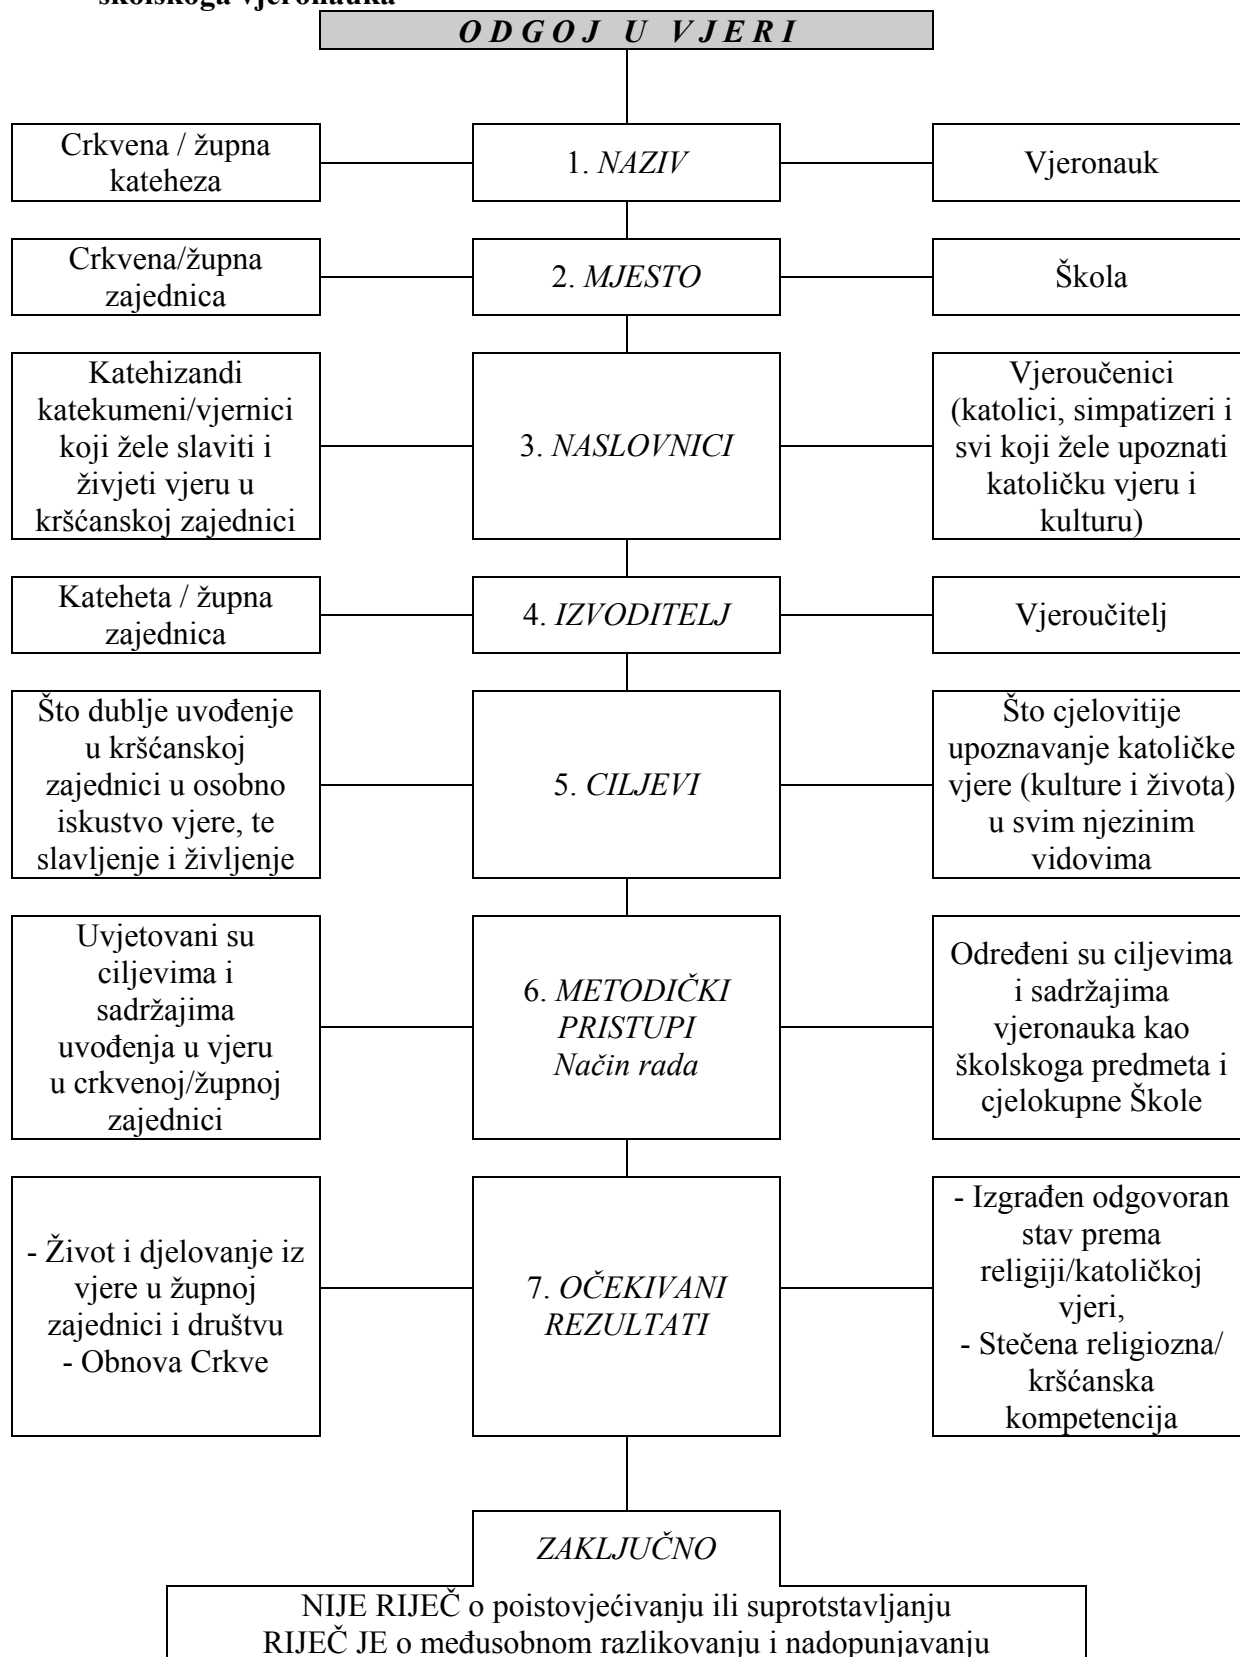 školskoga vjeronauka
ODGOJ U VJERI
Crkvena / župna
kateheza
1. NAZIV
Vjeronauk
Crkvena/župna
zajednica
2. MJESTO
Škola
Katehizandi
katekumeni/vjernici
koji žele slaviti i
živjeti vjeru u
kršćanskoj zajednici
3. NASLOVNICI
Vjeroučenici
(katolici, simpatizeri i
svi koji žele upoznati
katoličku vjeru i
kulturu)
Kateheta / župna
zajednica
4. IZVODITELJ
Vjeroučitelj
Što dublje uvođenje
u kršćanskoj
zajednici u osobno
iskustvo vjere, te
slavljenje i življenje
5. CILJEVI
Što cjelovitije
upoznavanje katoličke
vjere (kulture i života)
u svim njezinim
vidovima
Uvjetovani su
ciljevima i
sadržajima
uvođenja u vjeru
u crkvenoj/župnoj
zajednici
6. METODIČKI
PRISTUPI
Način rada
Određeni su ciljevima
i sadržajima
vjeronauka kao
školskoga predmeta i
cjelokupne Škole
- Život i djelovanje iz
vjere u župnoj
zajednici i društvu
- Obnova Crkve
7. OČEKIVANI
REZULTATI
- Izgrađen odgovoran
stav prema
religiji/katoličkoj
vjeri,
- Stečena religiozna/
kršćanska
kompetencija
ZAKLJUČNO
NIJE RIJEČ o poistovjećivanju ili suprotstavljanju
RIJEČ JE o međusobnom razlikovanju i nadopunjavanju